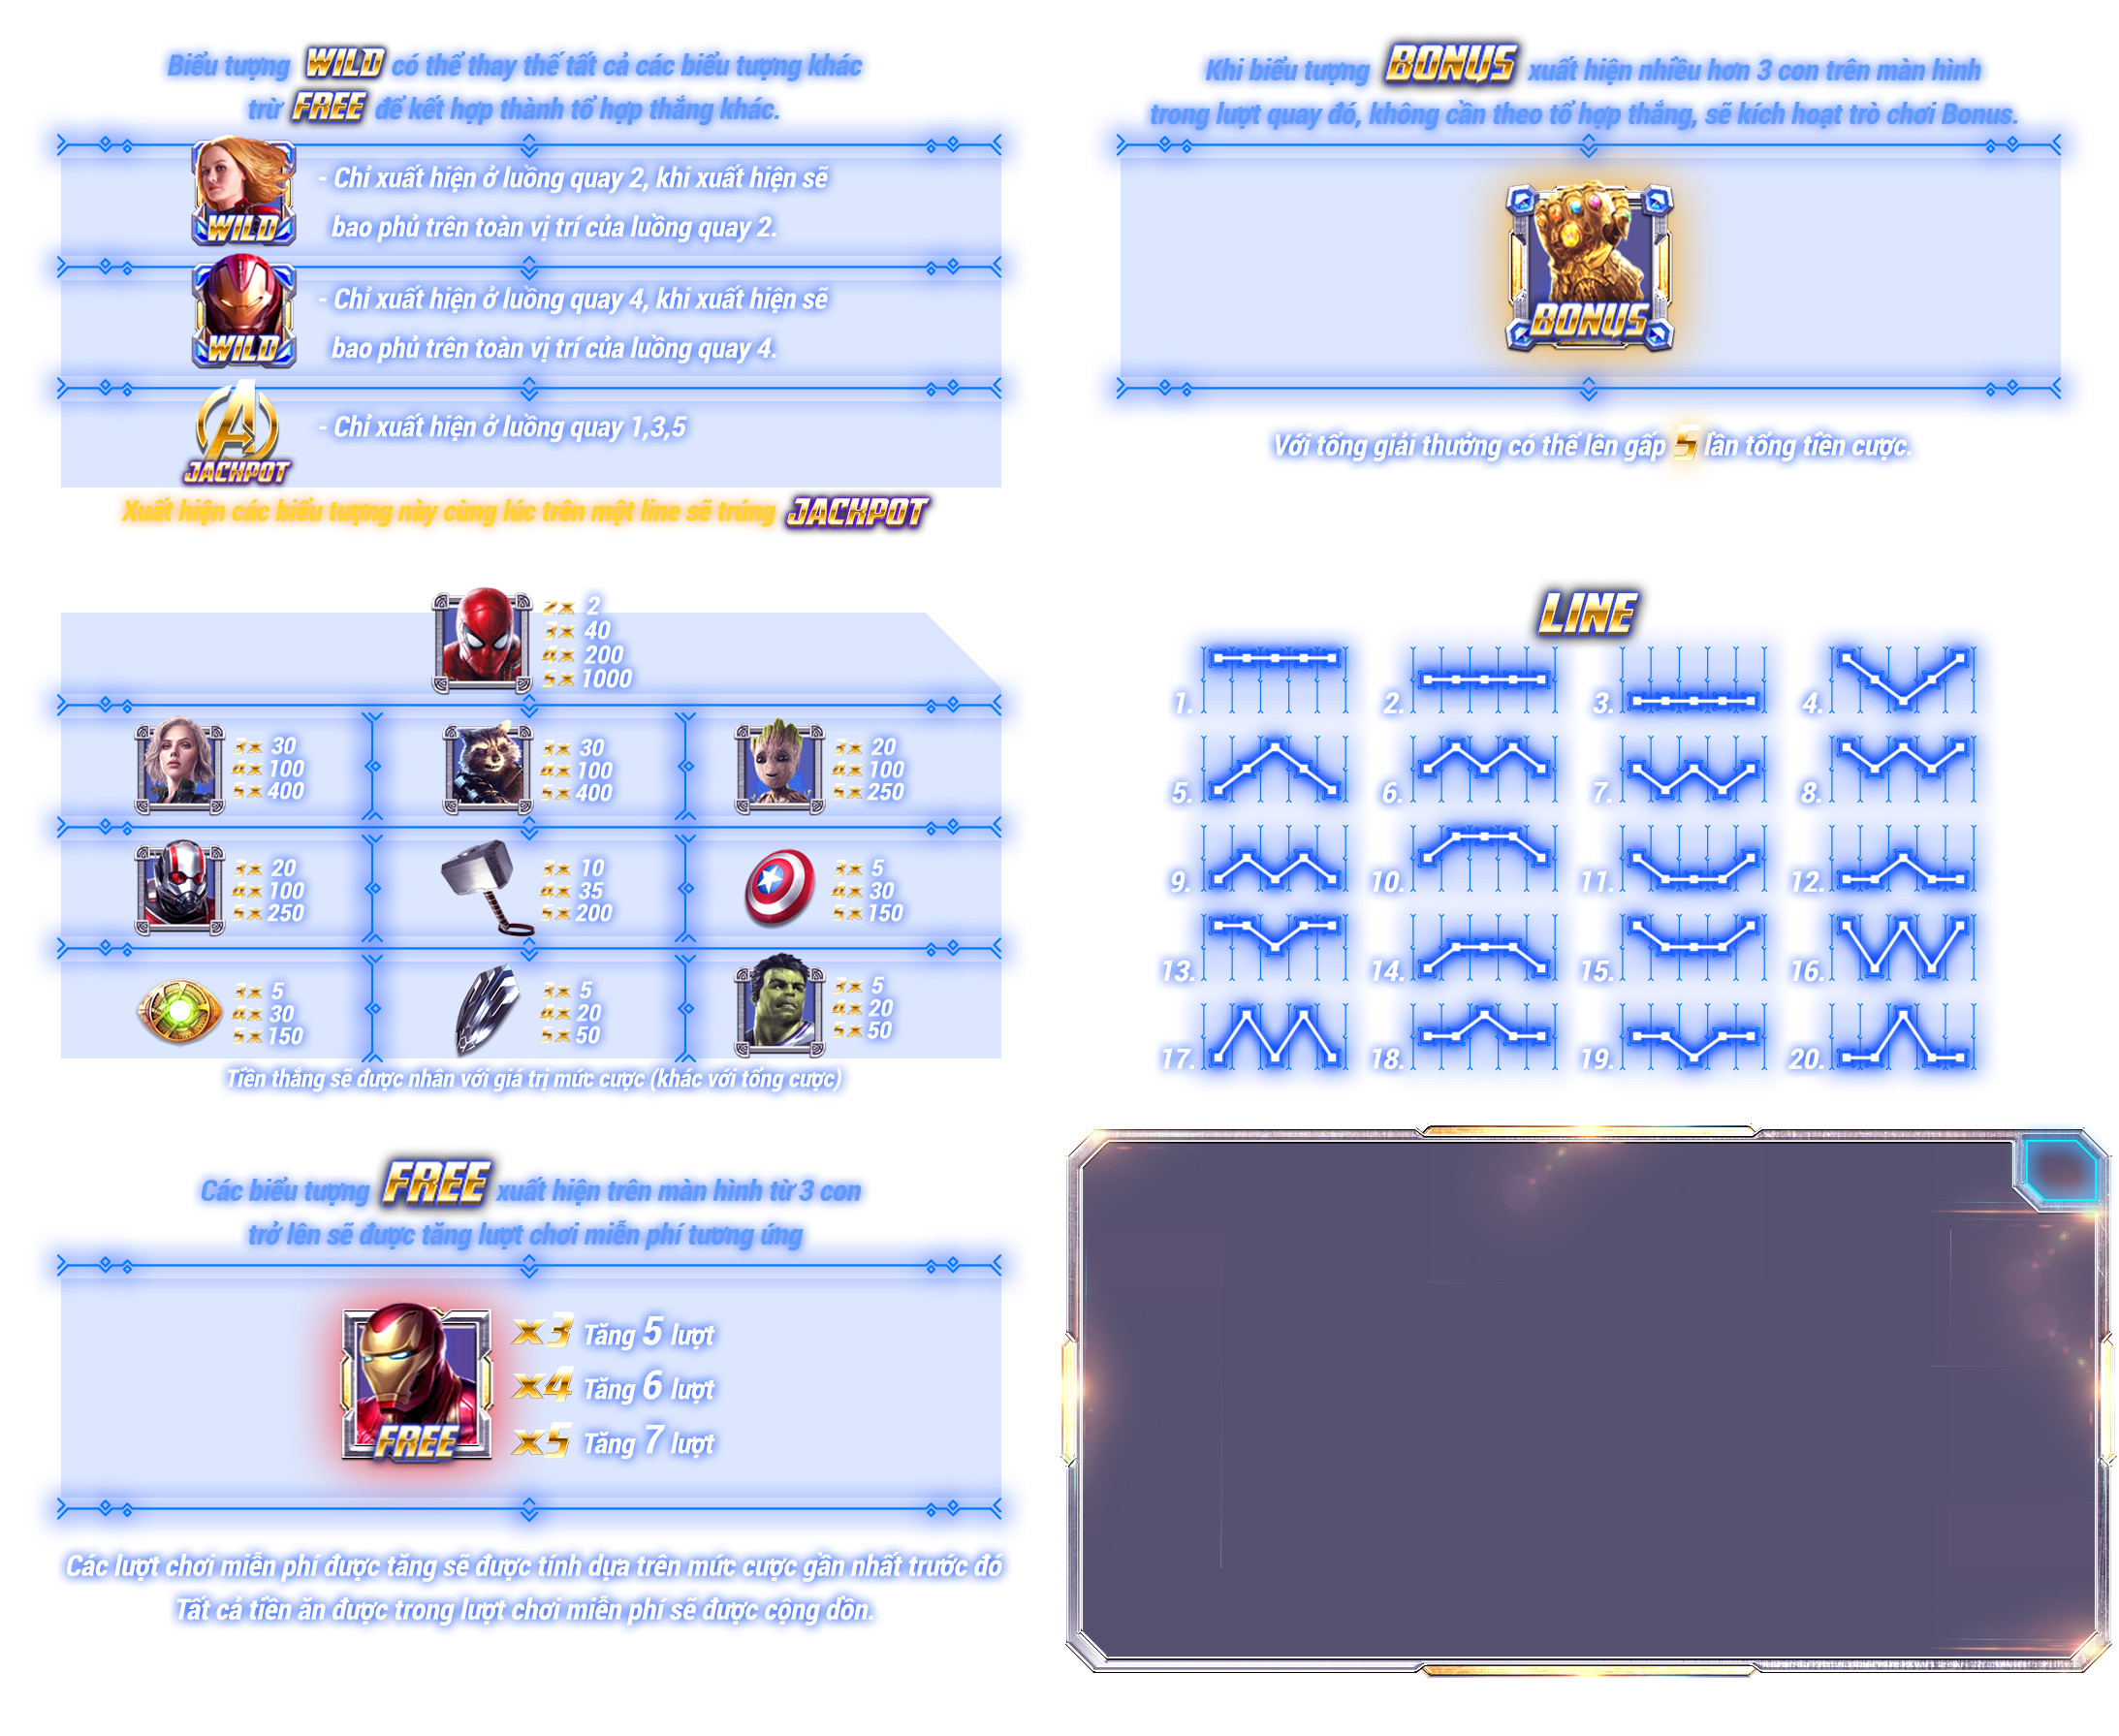 Biểu tượng WILD có thể thay thế tất cả các biểu tượng khác
trừ FREE để kết hợp thành tổ hợp thắng khác.
WILD
- Chỉ xuất hiện ở luồng quay 2, khi xuất hiện sẽ
bao phủ trên toàn vị trí của luồng quay 2.
WILD
- Chỉ xuất hiện ở luồng quay 4, khi xuất hiện sẽ
bao phủ trên toàn vị trí của luồng quay 4.
JACKPOT
- Chỉ xuất hiện ở luồng quay 1,3,5
Xuất hiện các biểu tượng này cùng lúc trên một line sẽ trúng JACKPOT
Khi biểu tượng BONUS xuất hiện nhiều hơn 3 con trên màn hình
trong lượt quay đó, không cần theo tổ hợp thắng, sẽ kích hoạt trò chơi Bonus.
BONUS
Với tổng giải thưởng có thể lên gấp 5 lần tổng tiền cược.
2x 2
3x 40
4x 200
5x 1000
3x 30
4x 100
5x 400
3x 30
4x 100
5x 400
3x 20
4x 100
5x 250
3x 20
4x 100
5x 250
3x 10
4x 35
5x 200
3x 5
4x 30
5x 150
3x 5
4x 30
5x 150
3x 5
4x 20
5x 50
3x 5
4x 20
5x 50
Tiền thắng sẽ được nhân với giá trị mức cược (khác với tổng cược)
LINE
1. 2. 3. 4.
5. 6. 7. 8.
9. 10. 11. 12.
13. 14. 15. 16.
17. 18. 19. 20.
Các biểu tượng FREE xuất hiện trên màn hình từ 3 con
trở lên sẽ được tăng lượt chơi miễn phí tương ứng
FREE
x3 Tăng 5 lượt
x4 Tăng 6 lượt
x5 Tăng 7 lượt
Các lượt chơi miễn phí được tăng sẽ được tính dựa trên mức cược gần nhất trước đó
Tất cả tiền ăn được trong lượt chơi miễn phí sẽ được cộng dồn.